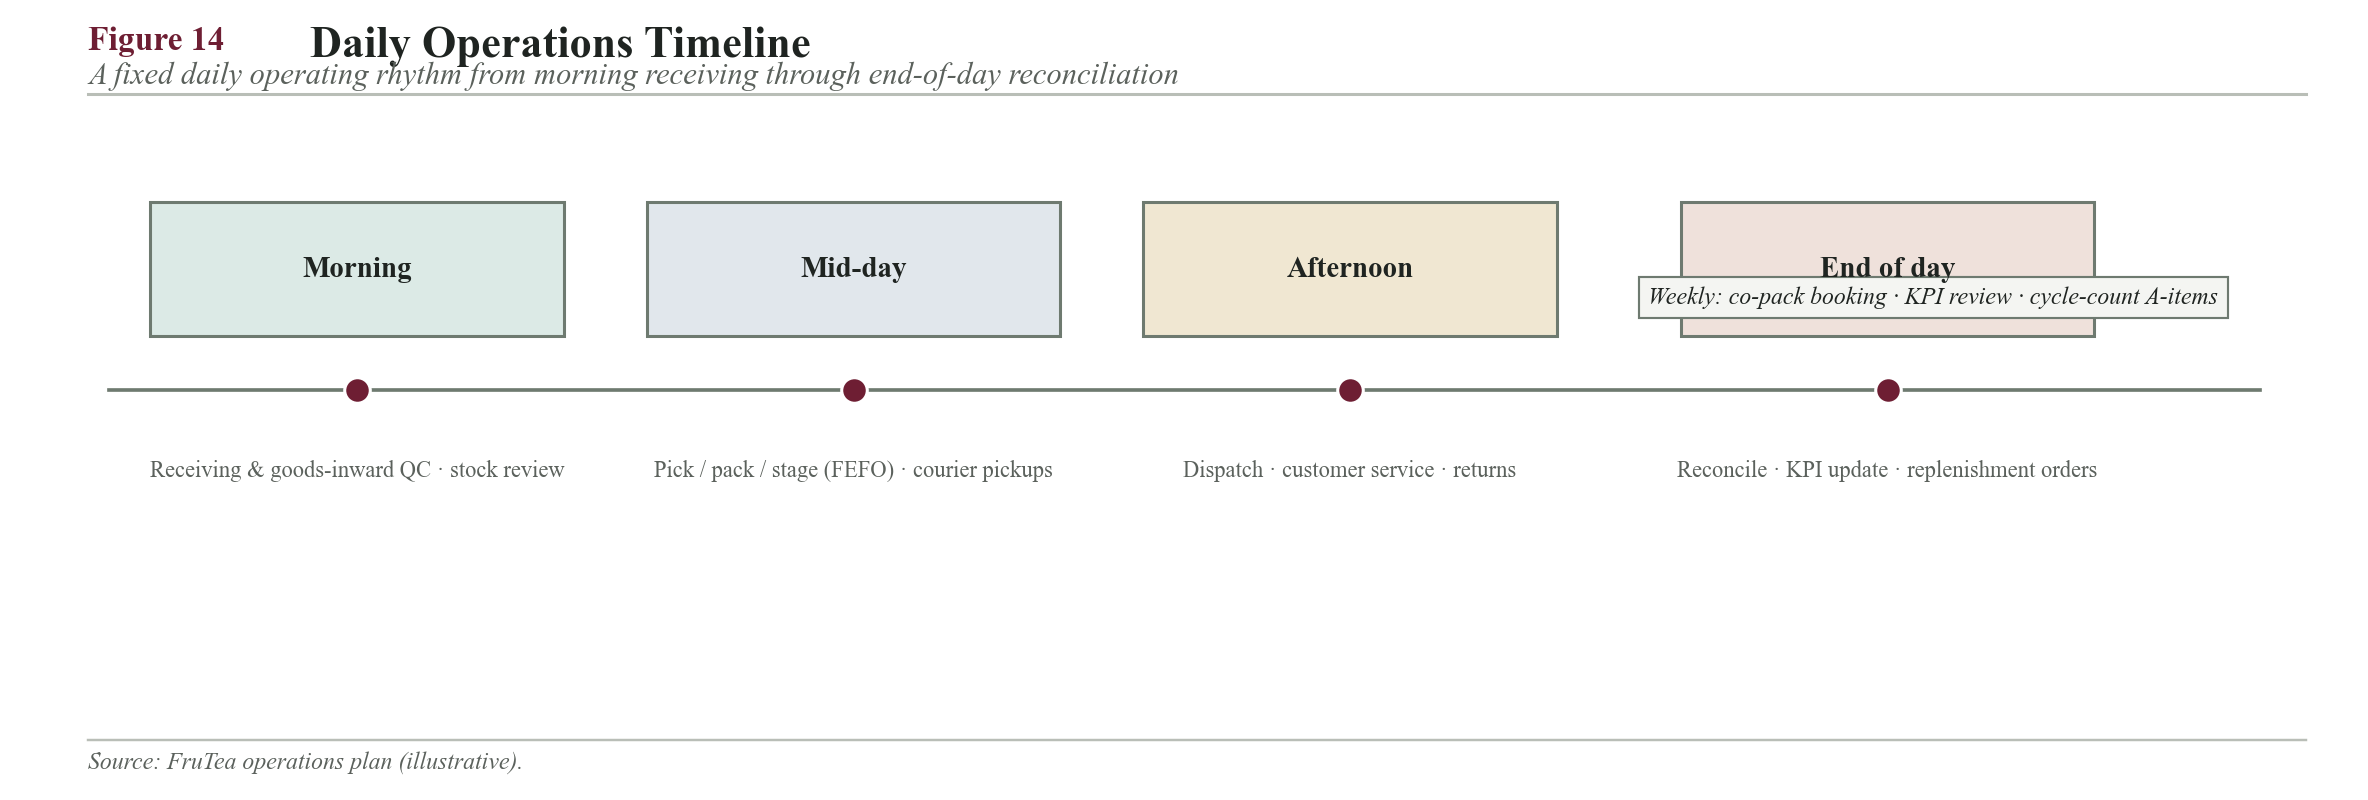 Figure 14 Daily Operations Timeline
A fixed daily operating rhythm from morning receiving through end-of-day reconciliation
Morning
Mid-day
Afternoon
End of day
Weekly: co-pack booking · KPI review · cycle-count A-items
Receiving & goods-inward QC · stock review
Pick / pack / stage (FEFO) · courier pickups
Dispatch · customer service · returns
Reconcile · KPI update · replenishment orders
Source: FruTea operations plan (illustrative).